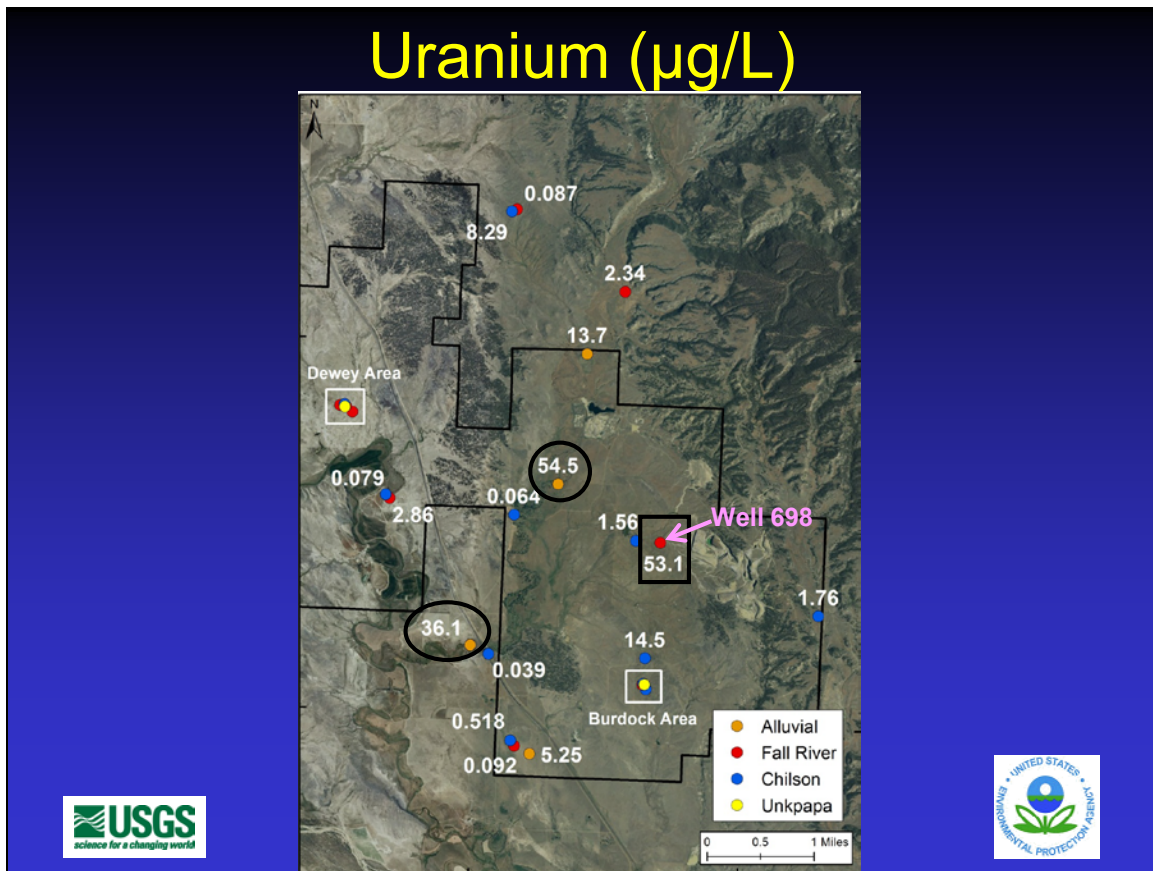 Uranium (µg/L)
N
0.087
8.29
2.34
13.7
Dewey Area
54.5
0.079
0.064
2.86
1.56
Well 698
53.1
1.76
36.1
14.5
0.039
Burdock Area
0.518
5.25
0.092
Alluvial
Fall River
Chilson
Unkpapa
0 0.5 1 Miles
USGS
science for a changing world
UNITED STATES
ENVIRONMENTAL PROTECTION AGENCY